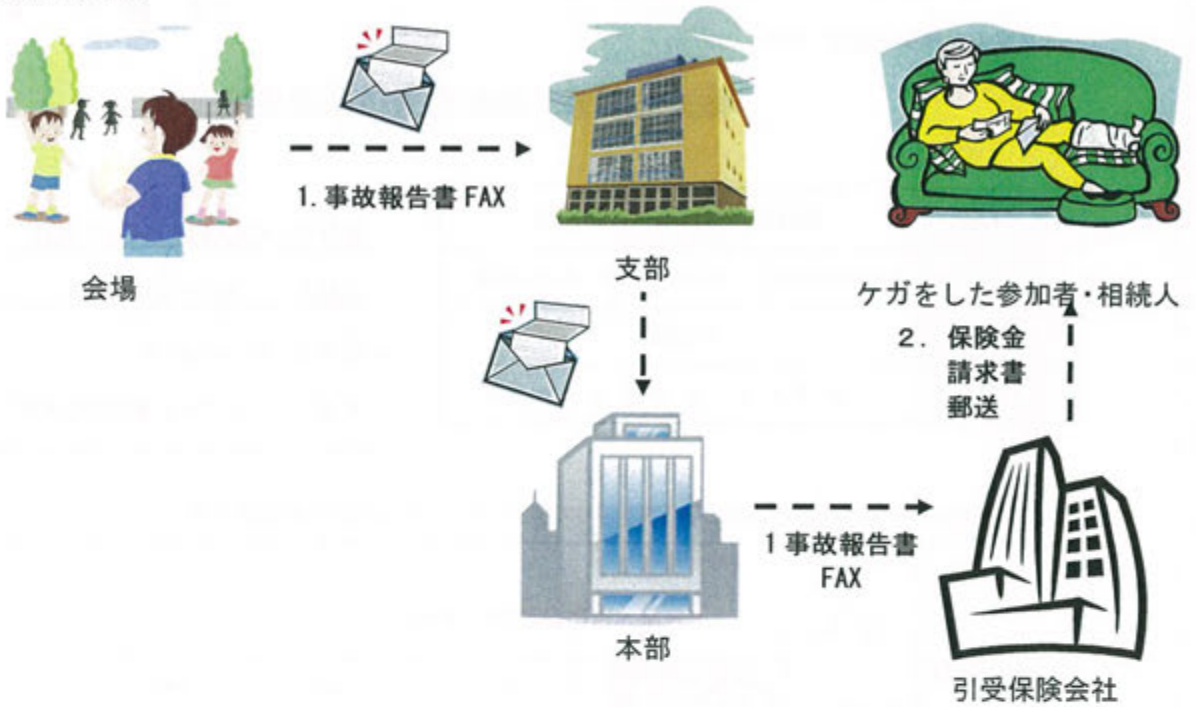 1. 事故報告書 FAX
会場
支部
ケガをした参加者・相続人
2. 保険金
請求書
郵送
1 事故報告書
FAX
本部
引受保険会社